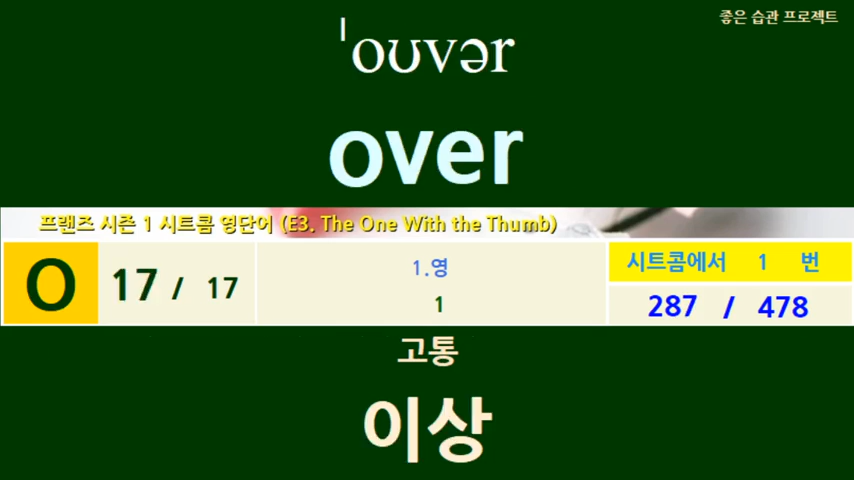 좋은 습관 프로젝트
ˈoʊvər
over
프랜즈 시즌 1 시트콤 영단어 (E3. The One With the Thumb)
O 17 / 17
1.영
1
시트콤에서 1 번
287 / 478
고통
이상